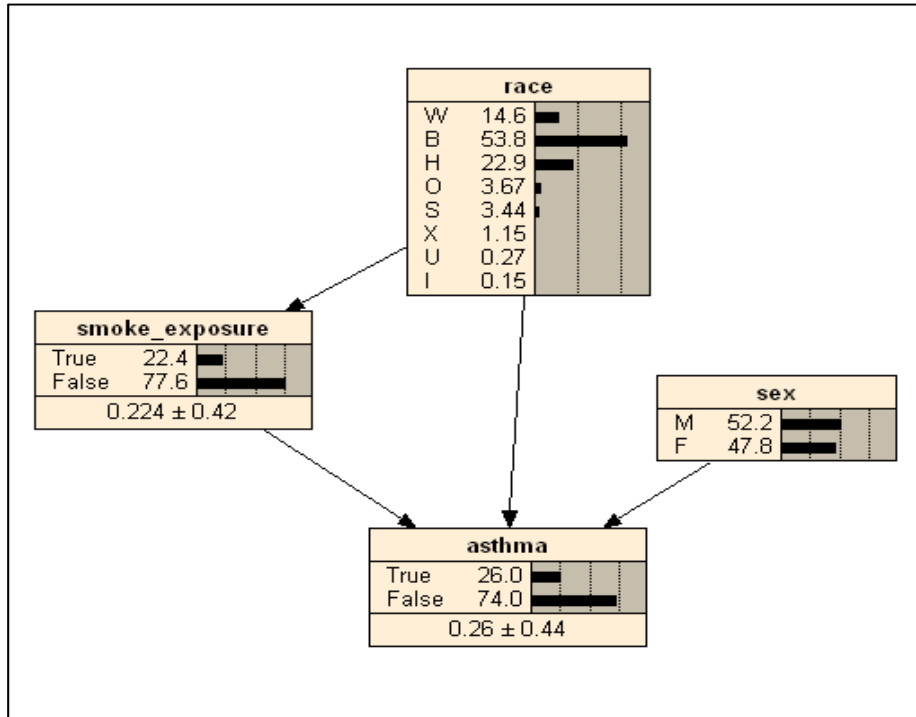 race
W 14.6
B 53.8
H 22.9
O 3.67
S 3.44
X 1.15
U 0.27
I 0.15
smoke_exposure
True 22.4
False 77.6
0.224 ± 0.42
sex
M 52.2
F 47.8
asthma
True 26.0
False 74.0
0.26 ± 0.44